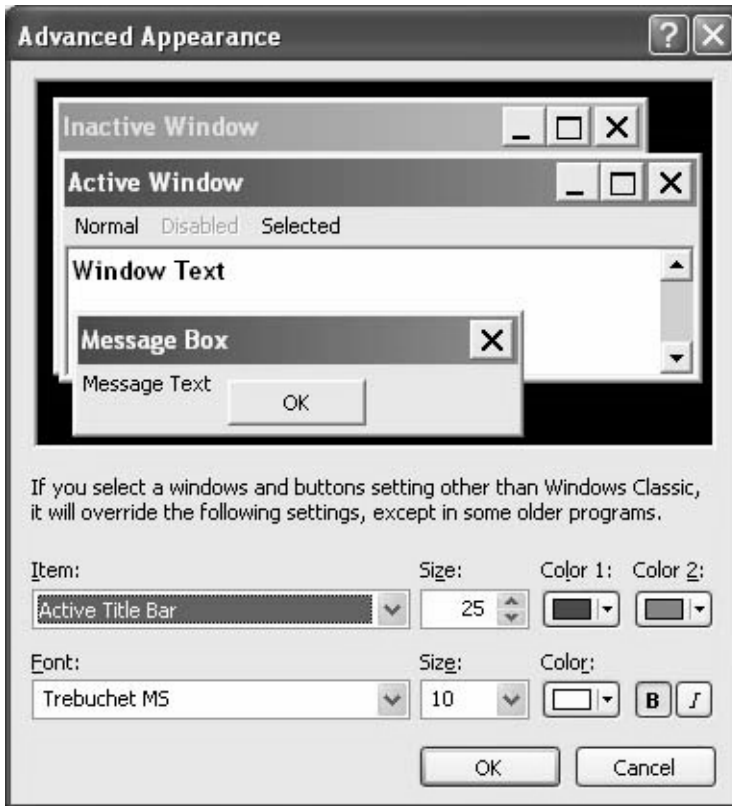 Advanced Appearance
Inactive Window
Active Window
Normal Disabled Selected
Window Text
Message Box
Message Text
OK
If you select a windows and buttons setting other than Windows Classic,
it will override the following settings, except in some older programs.
Item: Size: Color 1: Color 2:
Active Title Bar 25
Font: Size: Color:
Trebuchet MS 10 B I
OK Cancel